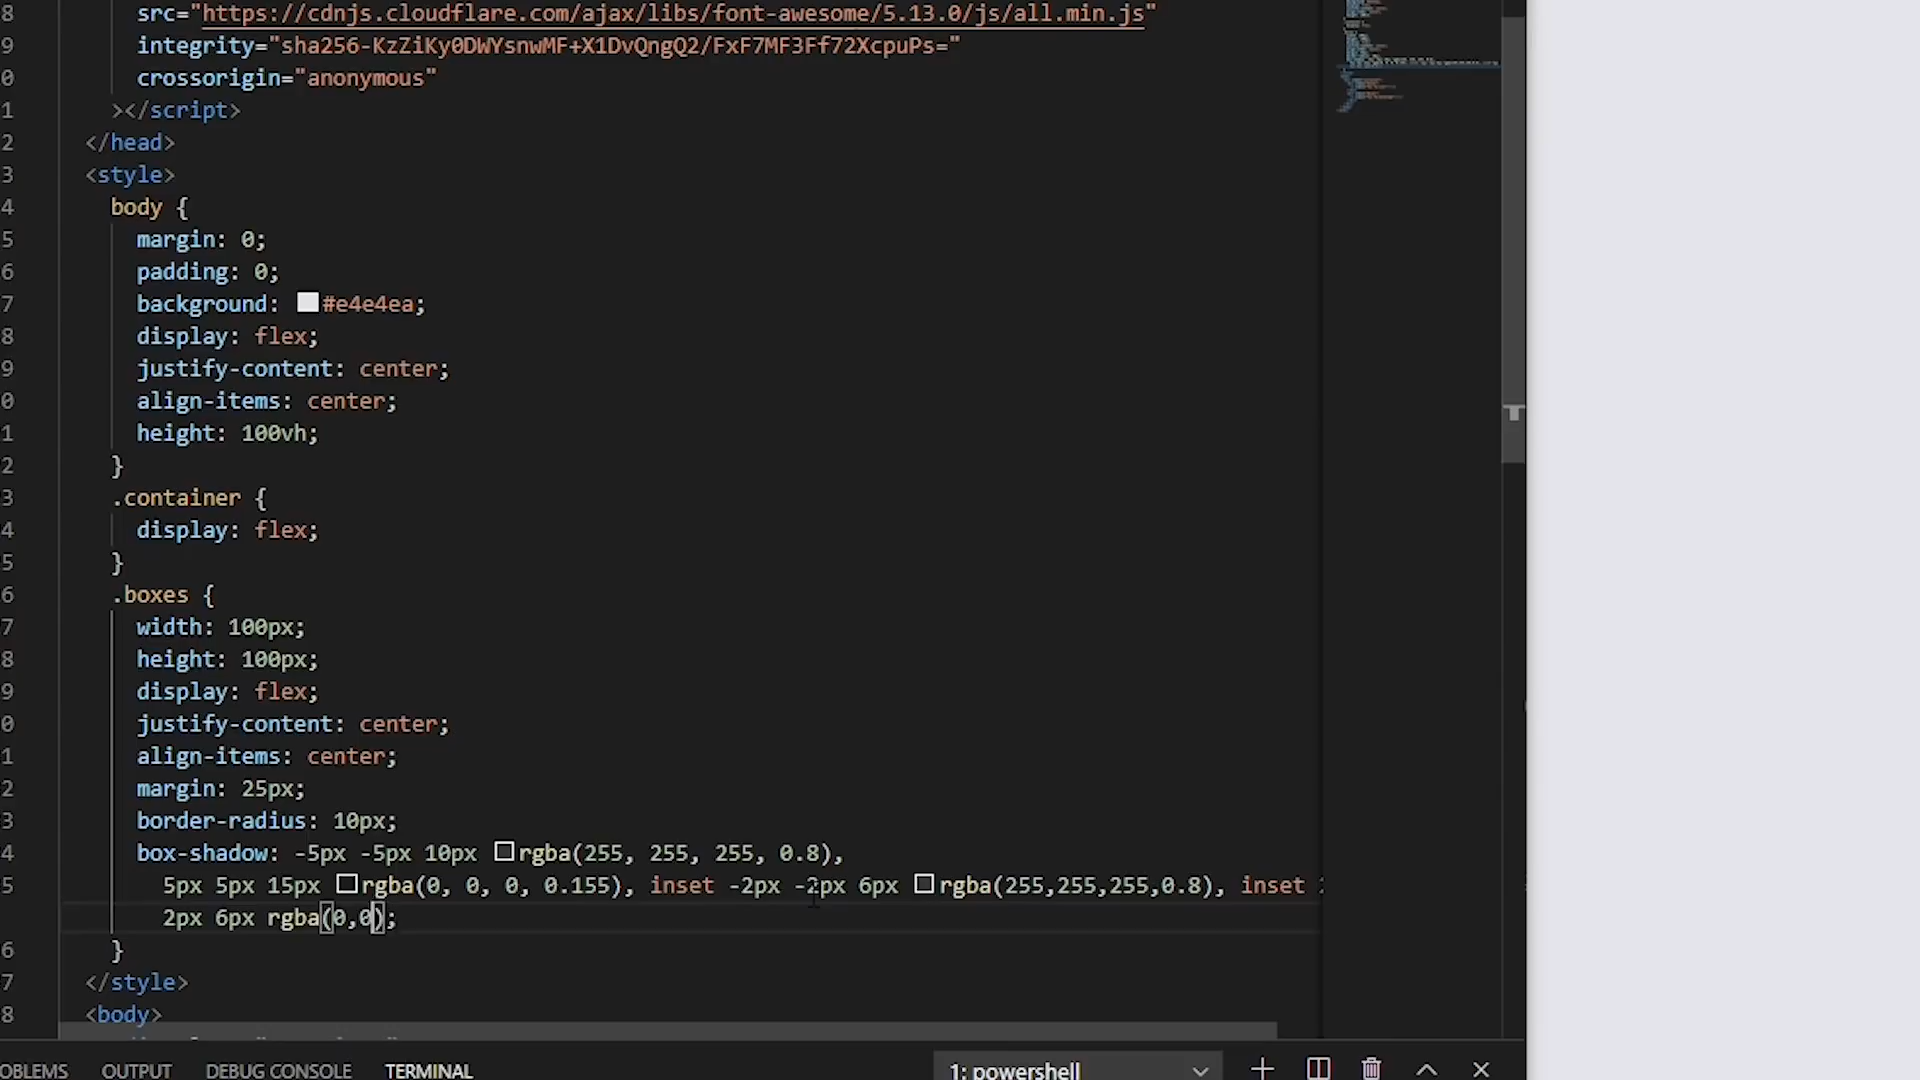 8 src="https://cdnjs.cloudflare.com/ajax/libs/font-awesome/5.13.0/js/all.min.js"
9 integrity="sha256-KzZiKy0DWYsnwMF+X1DvQngQ2/FxF7MF3Ff72XcpuPs="
0 crossorigin="anonymous"
1 ></script>
2 </head>
3 <style>
4 body {
5 margin: 0;
6 padding: 0;
7 background: #e4e4ea;
8 display: flex;
9 justify-content: center;
0 align-items: center;
1 height: 100vh;
2 }
3 .container {
4 display: flex;
5 }
6 .boxes {
7 width: 100px;
8 height: 100px;
9 display: flex;
0 justify-content: center;
1 align-items: center;
2 margin: 25px;
3 border-radius: 10px;
4 box-shadow: -5px -5px 10px rgba(255, 255, 255, 0.8),
5 5px 5px 15px rgba(0, 0, 0, 0.155), inset -2px -2px 6px rgba(255,255,255,0.8), inset
2px 6px rgba(0,0);
6 }
7 </style>
8 <body>
OBLEMS OUTPUT DEBUG CONSOLE TERMINAL 1: powershell